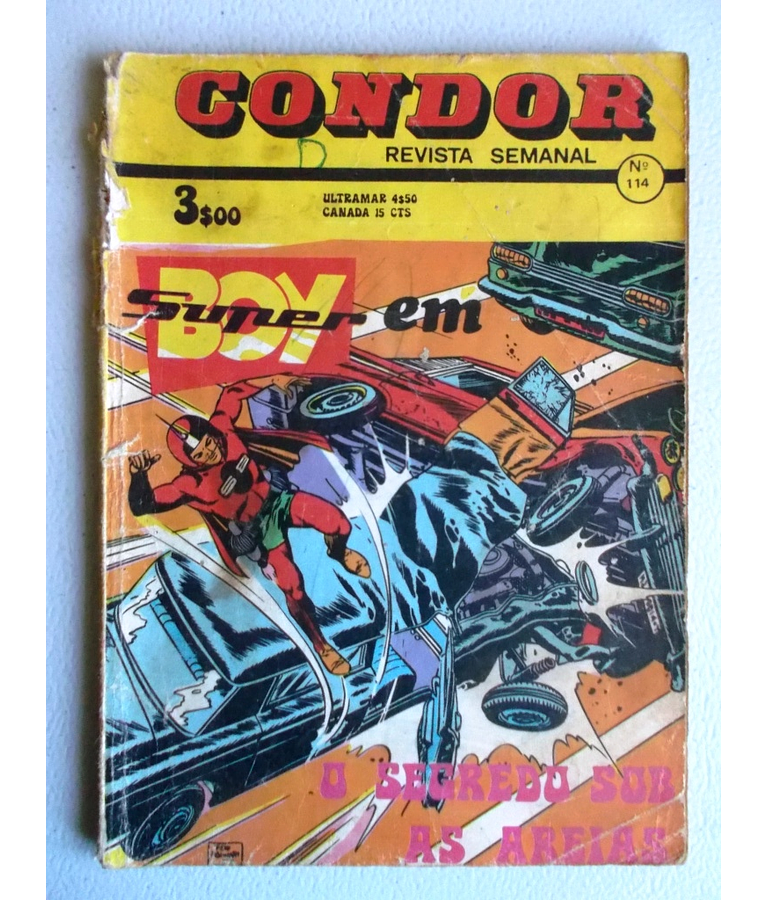 CONDOR
D
REVISTA SEMANAL
Nº
114
3$00
ULTRAMAR 4$50
CANADA 15 CTS
Super BOY em
SB
O SEGREDO SOB
AS AREIAS